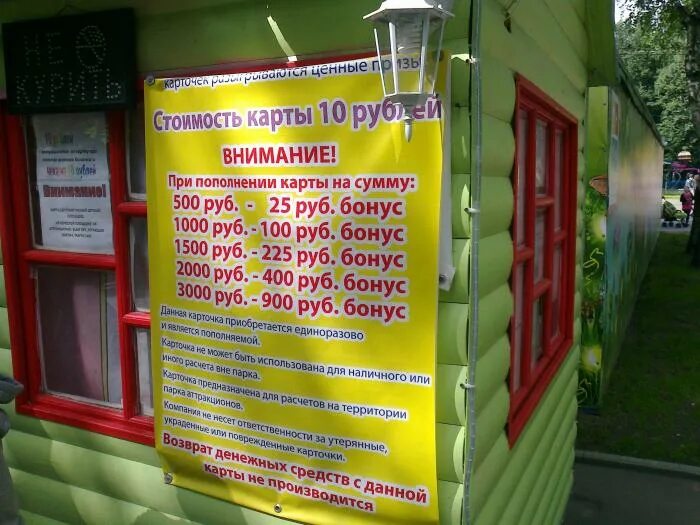 НЕ
карточек разыгрываются ценные призы
Стоимость карты 10 рублей
ВНИМАНИЕ!
При пополнении карты на сумму:
500 руб. - 25 руб. бонус
1000 руб. - 100 руб. бонус
1500 руб. - 225 руб. бонус
2000 руб. - 400 руб. бонус
3000 руб. - 900 руб. бонус
Данная карточка приобретается единоразово
и является пополняемой.
Карточка не может быть использована для наличного или
иного расчета вне парка.
Карточка предназначена для расчетов на территории
парка аттракционов.
Компания не несет ответственности за утерянные,
украденные или поврежденные карточки.
Возврат денежных средств с данной
карты не производится
10 рублей
рублей
Внимание!